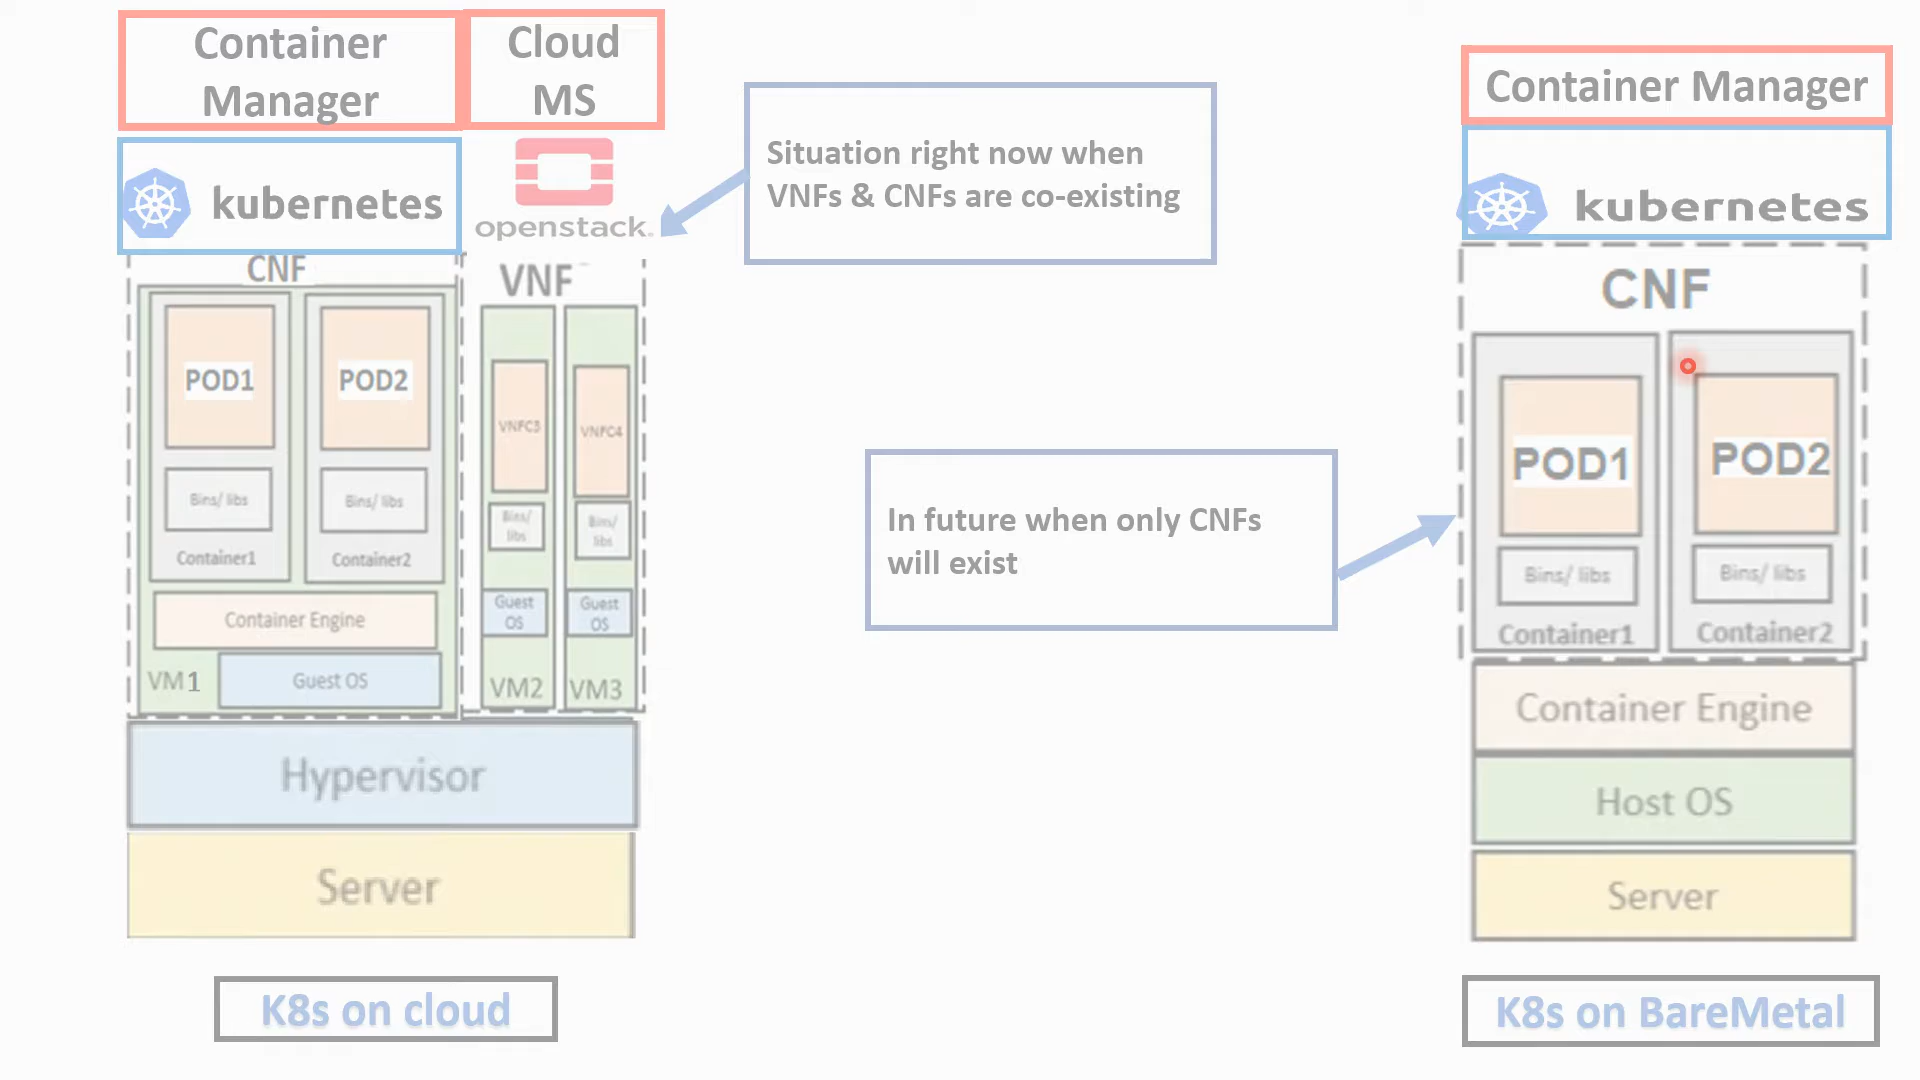 Container
Manager
Cloud
MS
kubernetes
openstack.
CNF
VNF
POD1
POD2
VNFC3
VNFC4
Bins/ libs
Bins/ libs
Bins/
libs
Bins/
libs
Container1
Container2
Container Engine
Guest
OS
Guest
OS
VM1
Guest OS
VM2
VM3
Hypervisor
Server
K8s on cloud
Situation right now when
VNFs & CNFs are co-existing
In future when only CNFs
will exist
Container Manager
kubernetes
CNF
POD1
POD2
Bins/ libs
Bins/ libs
Container1
Container2
Container Engine
Host OS
Server
K8s on BareMetal